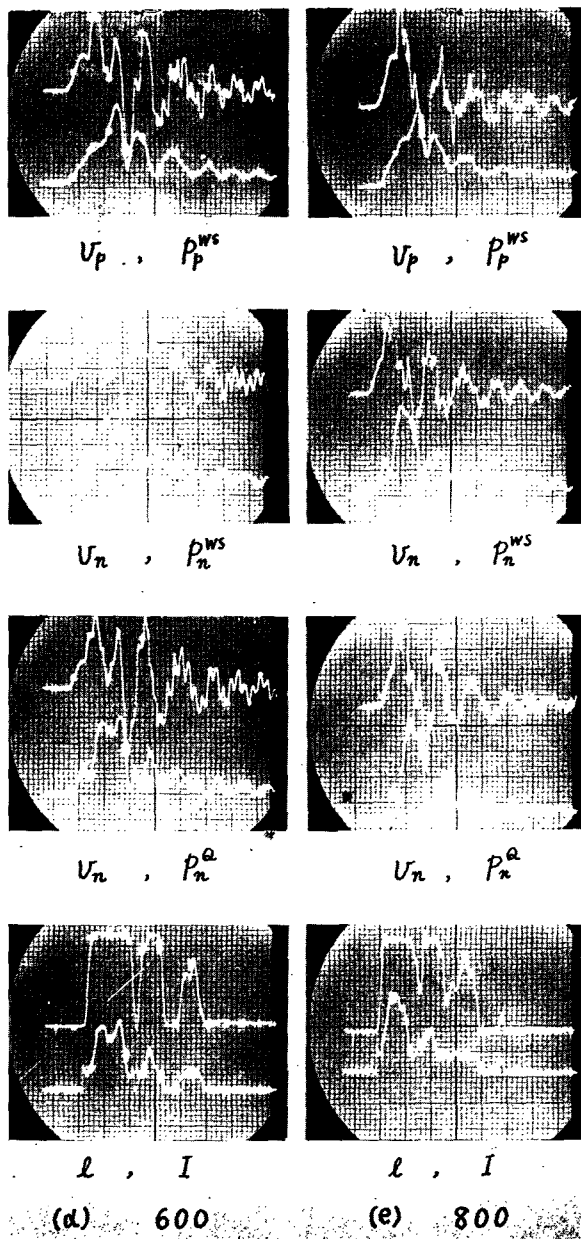 Up , Pp^ws Up , Pp^ws
Un , Pn^ws Un , Pn^ws
Un , Pn^Q Un , Pn^Q
l , I l , I
(d) 600 (e) 800